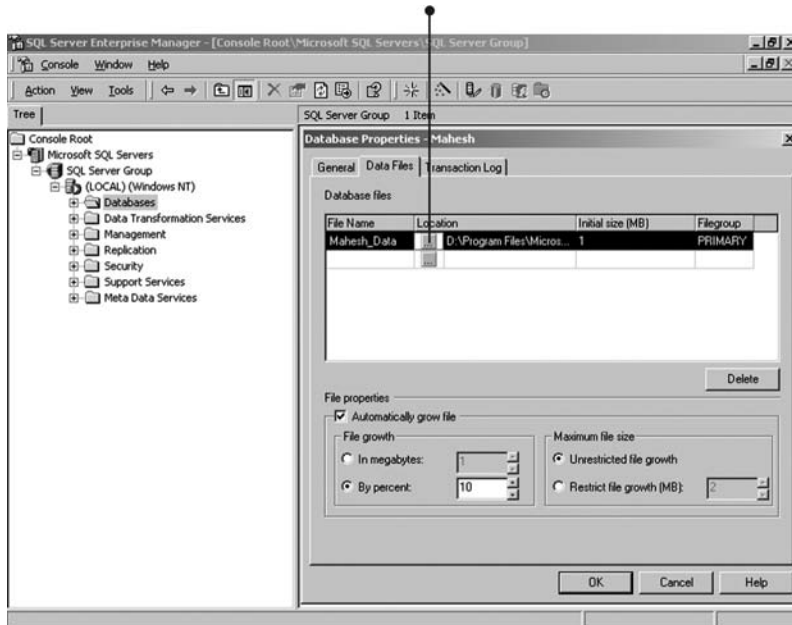 SQL Server Enterprise Manager - [Console Root\Microsoft SQL Servers\SQL Server Group]
Console Window Help
Action View Tools
Tree
SQL Server Group 1 Item
Console Root
Microsoft SQL Servers
SQL Server Group
(LOCAL) (Windows NT)
Databases
Data Transformation Services
Management
Replication
Security
Support Services
Meta Data Services
Database Properties - Mahesh
General Data Files Transaction Log
Database files
File Name Location Initial size (MB) Filegroup
Mahesh_Data ... D:\Program Files\Micros... 1 PRIMARY
...
Delete
File properties
Automatically grow file
File growth
In megabytes: 1
By percent: 10
Maximum file size
Unrestricted file growth
Restrict file growth (MB): 2
OK Cancel Help